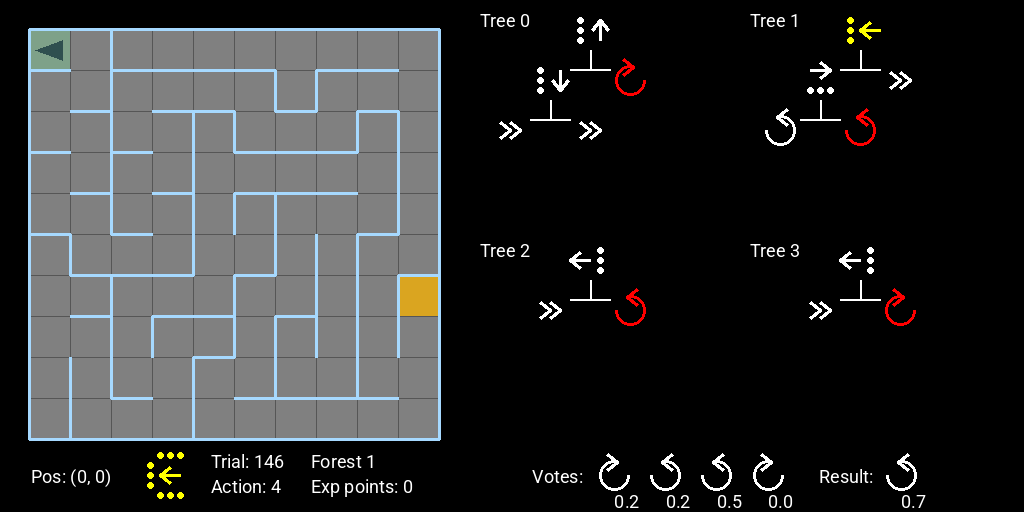 Tree 0
Tree 1
Tree 2
Tree 3
Pos: (0, 0)
Trial: 146
Forest 1
Action: 4
Exp points: 0
Votes:
0.2
0.2
0.5
0.0
Result:
0.7